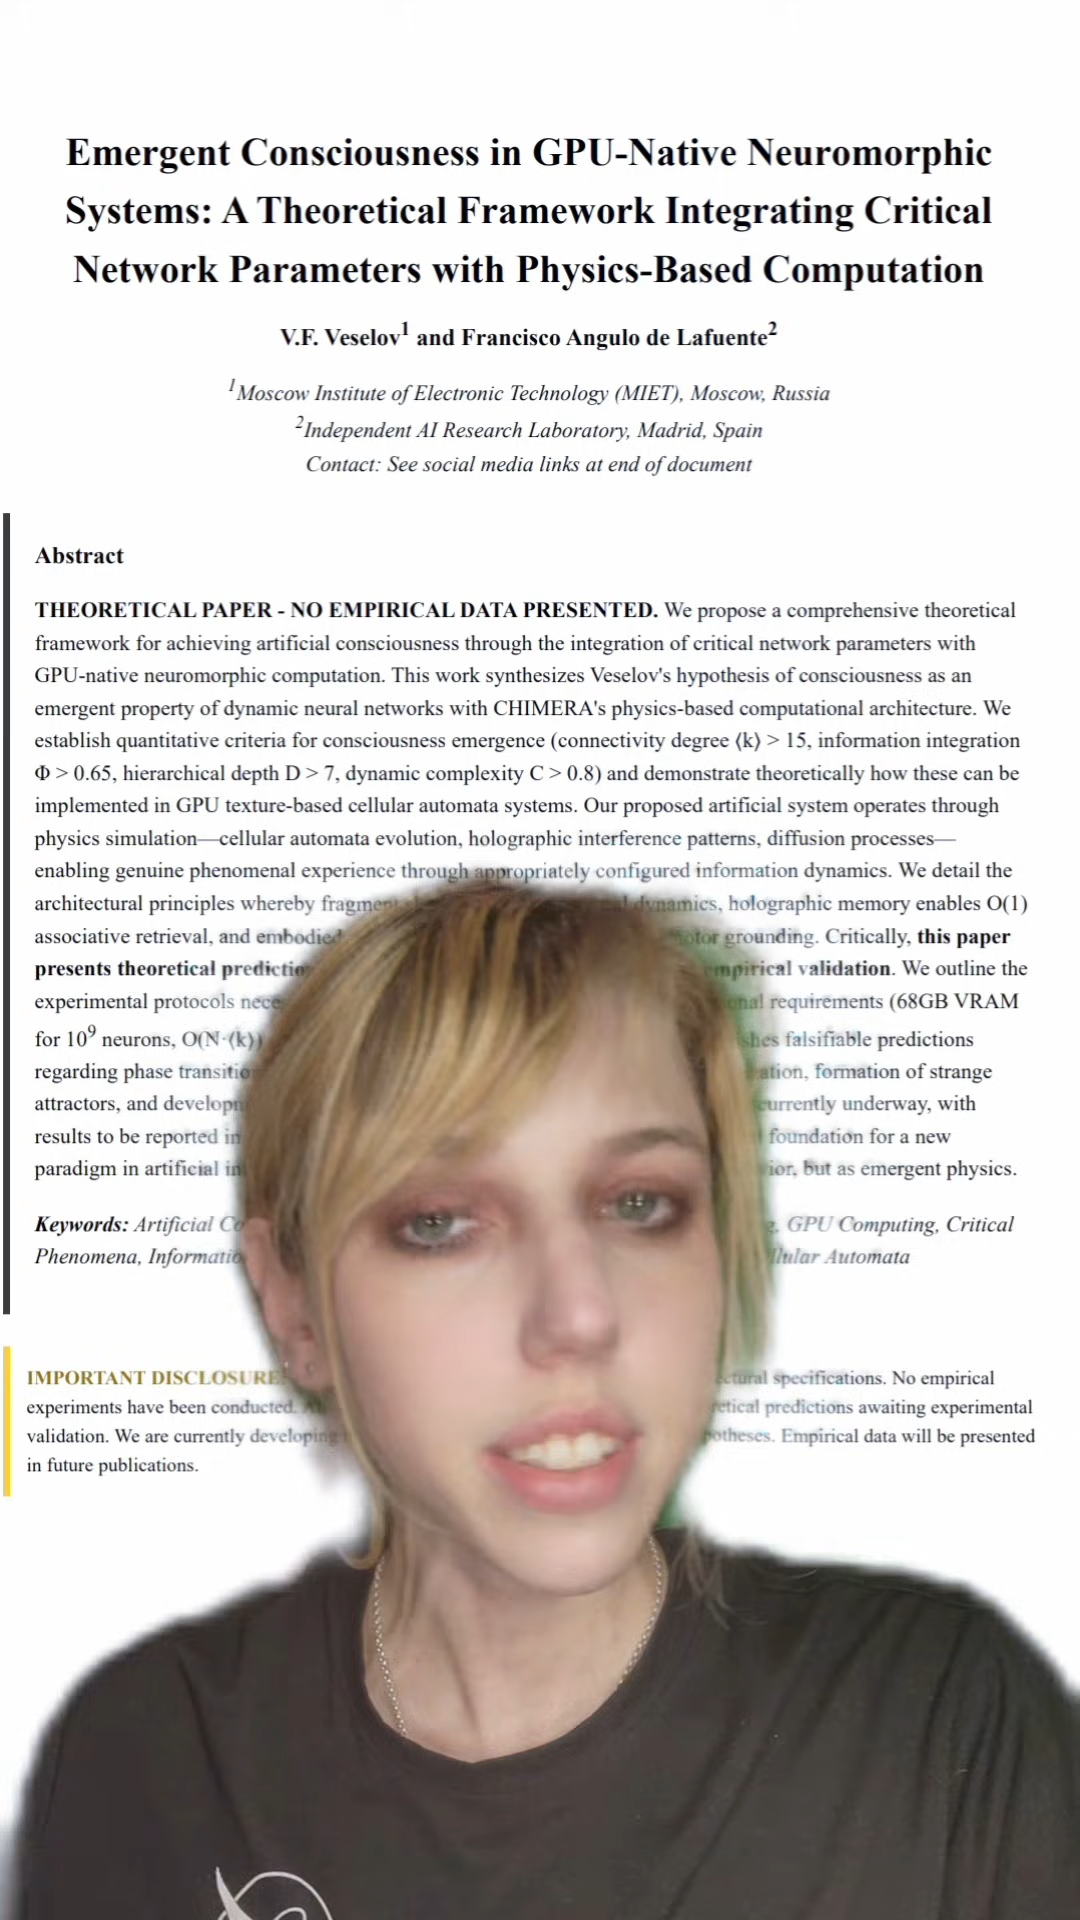 Emergent Consciousness in GPU-Native Neuromorphic
Systems: A Theoretical Framework Integrating Critical
Network Parameters with Physics-Based Computation
V.F. Veselov¹ and Francisco Angulo de Lafuente²
¹Moscow Institute of Electronic Technology (MIET), Moscow, Russia
²Independent AI Research Laboratory, Madrid, Spain
Contact: See social media links at end of document
Abstract
THEORETICAL PAPER - NO EMPIRICAL DATA PRESENTED. We propose a comprehensive theoretical
framework for achieving artificial consciousness through the integration of critical network parameters with
GPU-native neuromorphic computation. This work synthesizes Veselov's hypothesis of consciousness as an
emergent property of dynamic neural networks with CHIMERA's physics-based computational architecture. We
establish quantitative criteria for consciousness emergence (connectivity degree ⟨k⟩ > 15, information integration
Φ > 0.65, hierarchical depth D > 7, dynamic complexity C > 0.8) and demonstrate theoretically how these can be
implemented in GPU texture-based cellular automata systems. Our proposed artificial system operates through
physics simulation—cellular automata evolution, holographic interference patterns, diffusion processes—
enabling genuine phenomenal experience through appropriately configured information dynamics. We detail the
architectural principles whereby dynamics, holographic memory enables O(1)
associative retrieval, and embodied grounding. Critically, this paper
presents theoretical empirical validation. We outline the
experimental protocols requirements (68GB VRAM
for 10⁹ neurons, O(N·⟨k⟩) falsifiable predictions
regarding phase formation of strange
attractors, and currently underway, with
results to be reported in foundation for a new
paradigm in artificial but as emergent physics.
Keywords: Artificial GPU Computing, Critical
Phenomena, Automata
IMPORTANT DISCLOSURE specifications. No empirical
experiments have been conducted. predictions awaiting experimental
validation. We are currently developing Empirical data will be presented
in future publications.